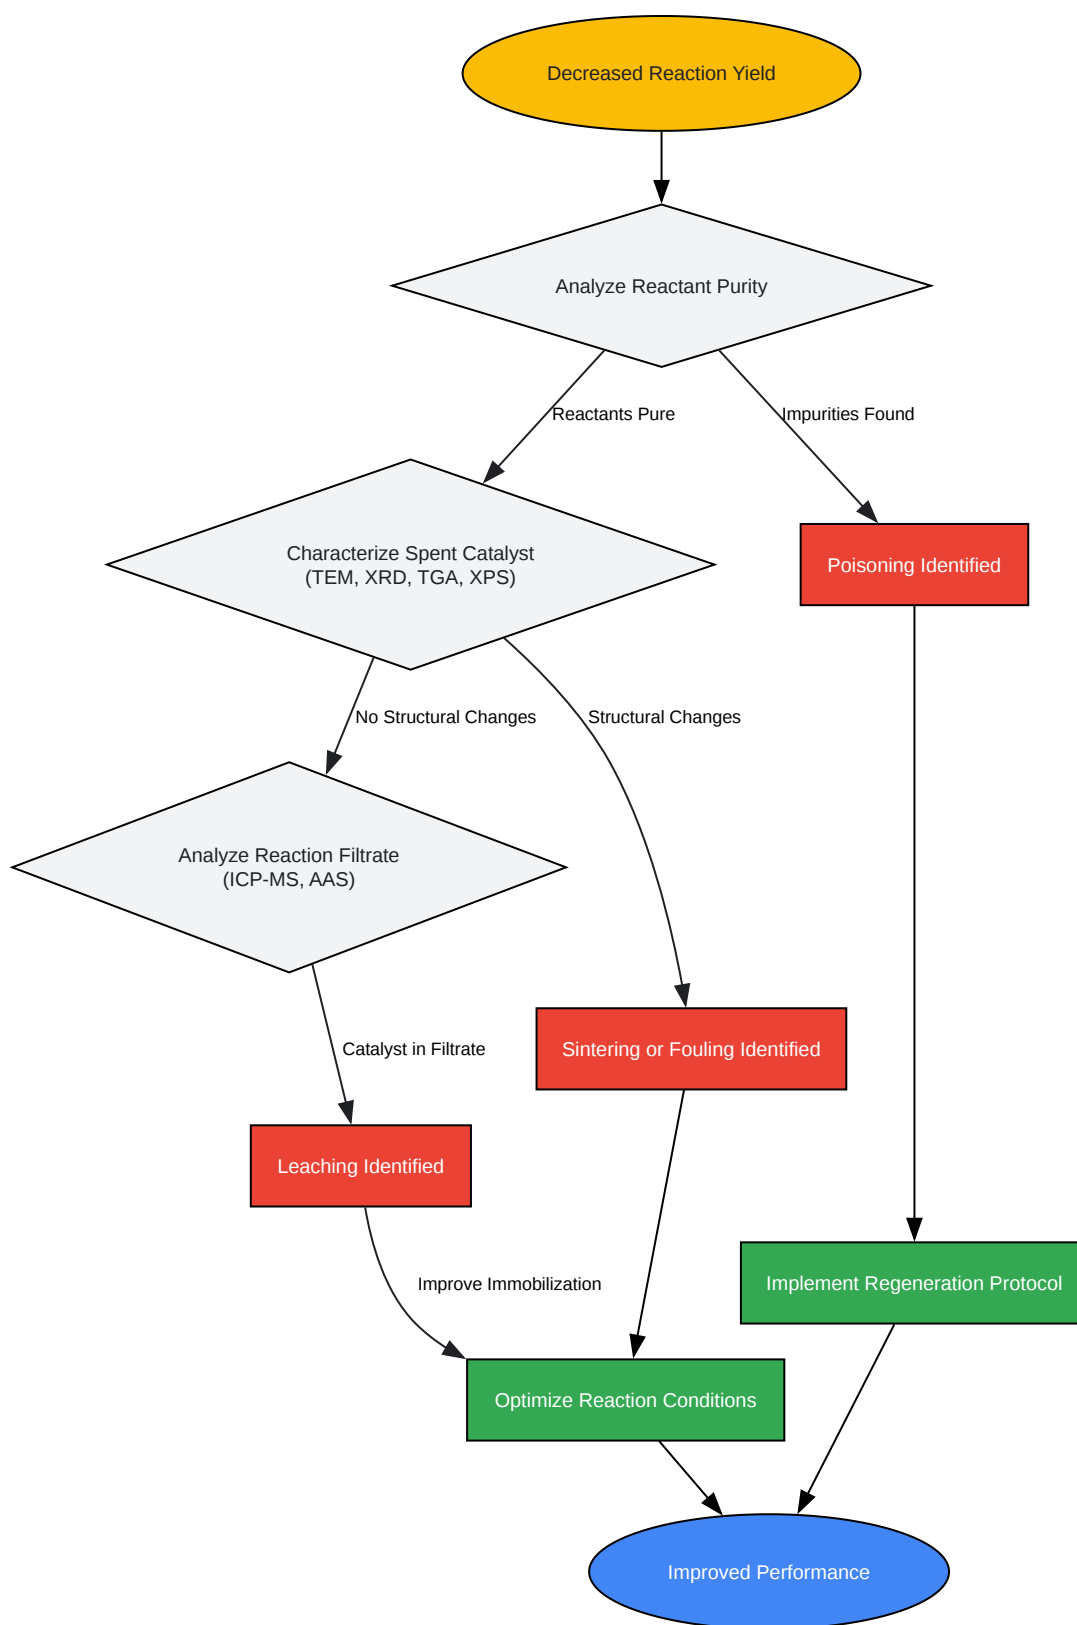 Decreased Reaction Yield
Analyze Reactant Purity
Reactants Pure
Impurities Found
Characterize Spent Catalyst
(TEM, XRD, TGA, XPS)
Poisoning Identified
No Structural Changes
Structural Changes
Analyze Reaction Filtrate
(ICP-MS, AAS)
Catalyst in Filtrate
Sintering or Fouling Identified
Leaching Identified
Improve Immobilization
Implement Regeneration Protocol
Optimize Reaction Conditions
Improved Performance